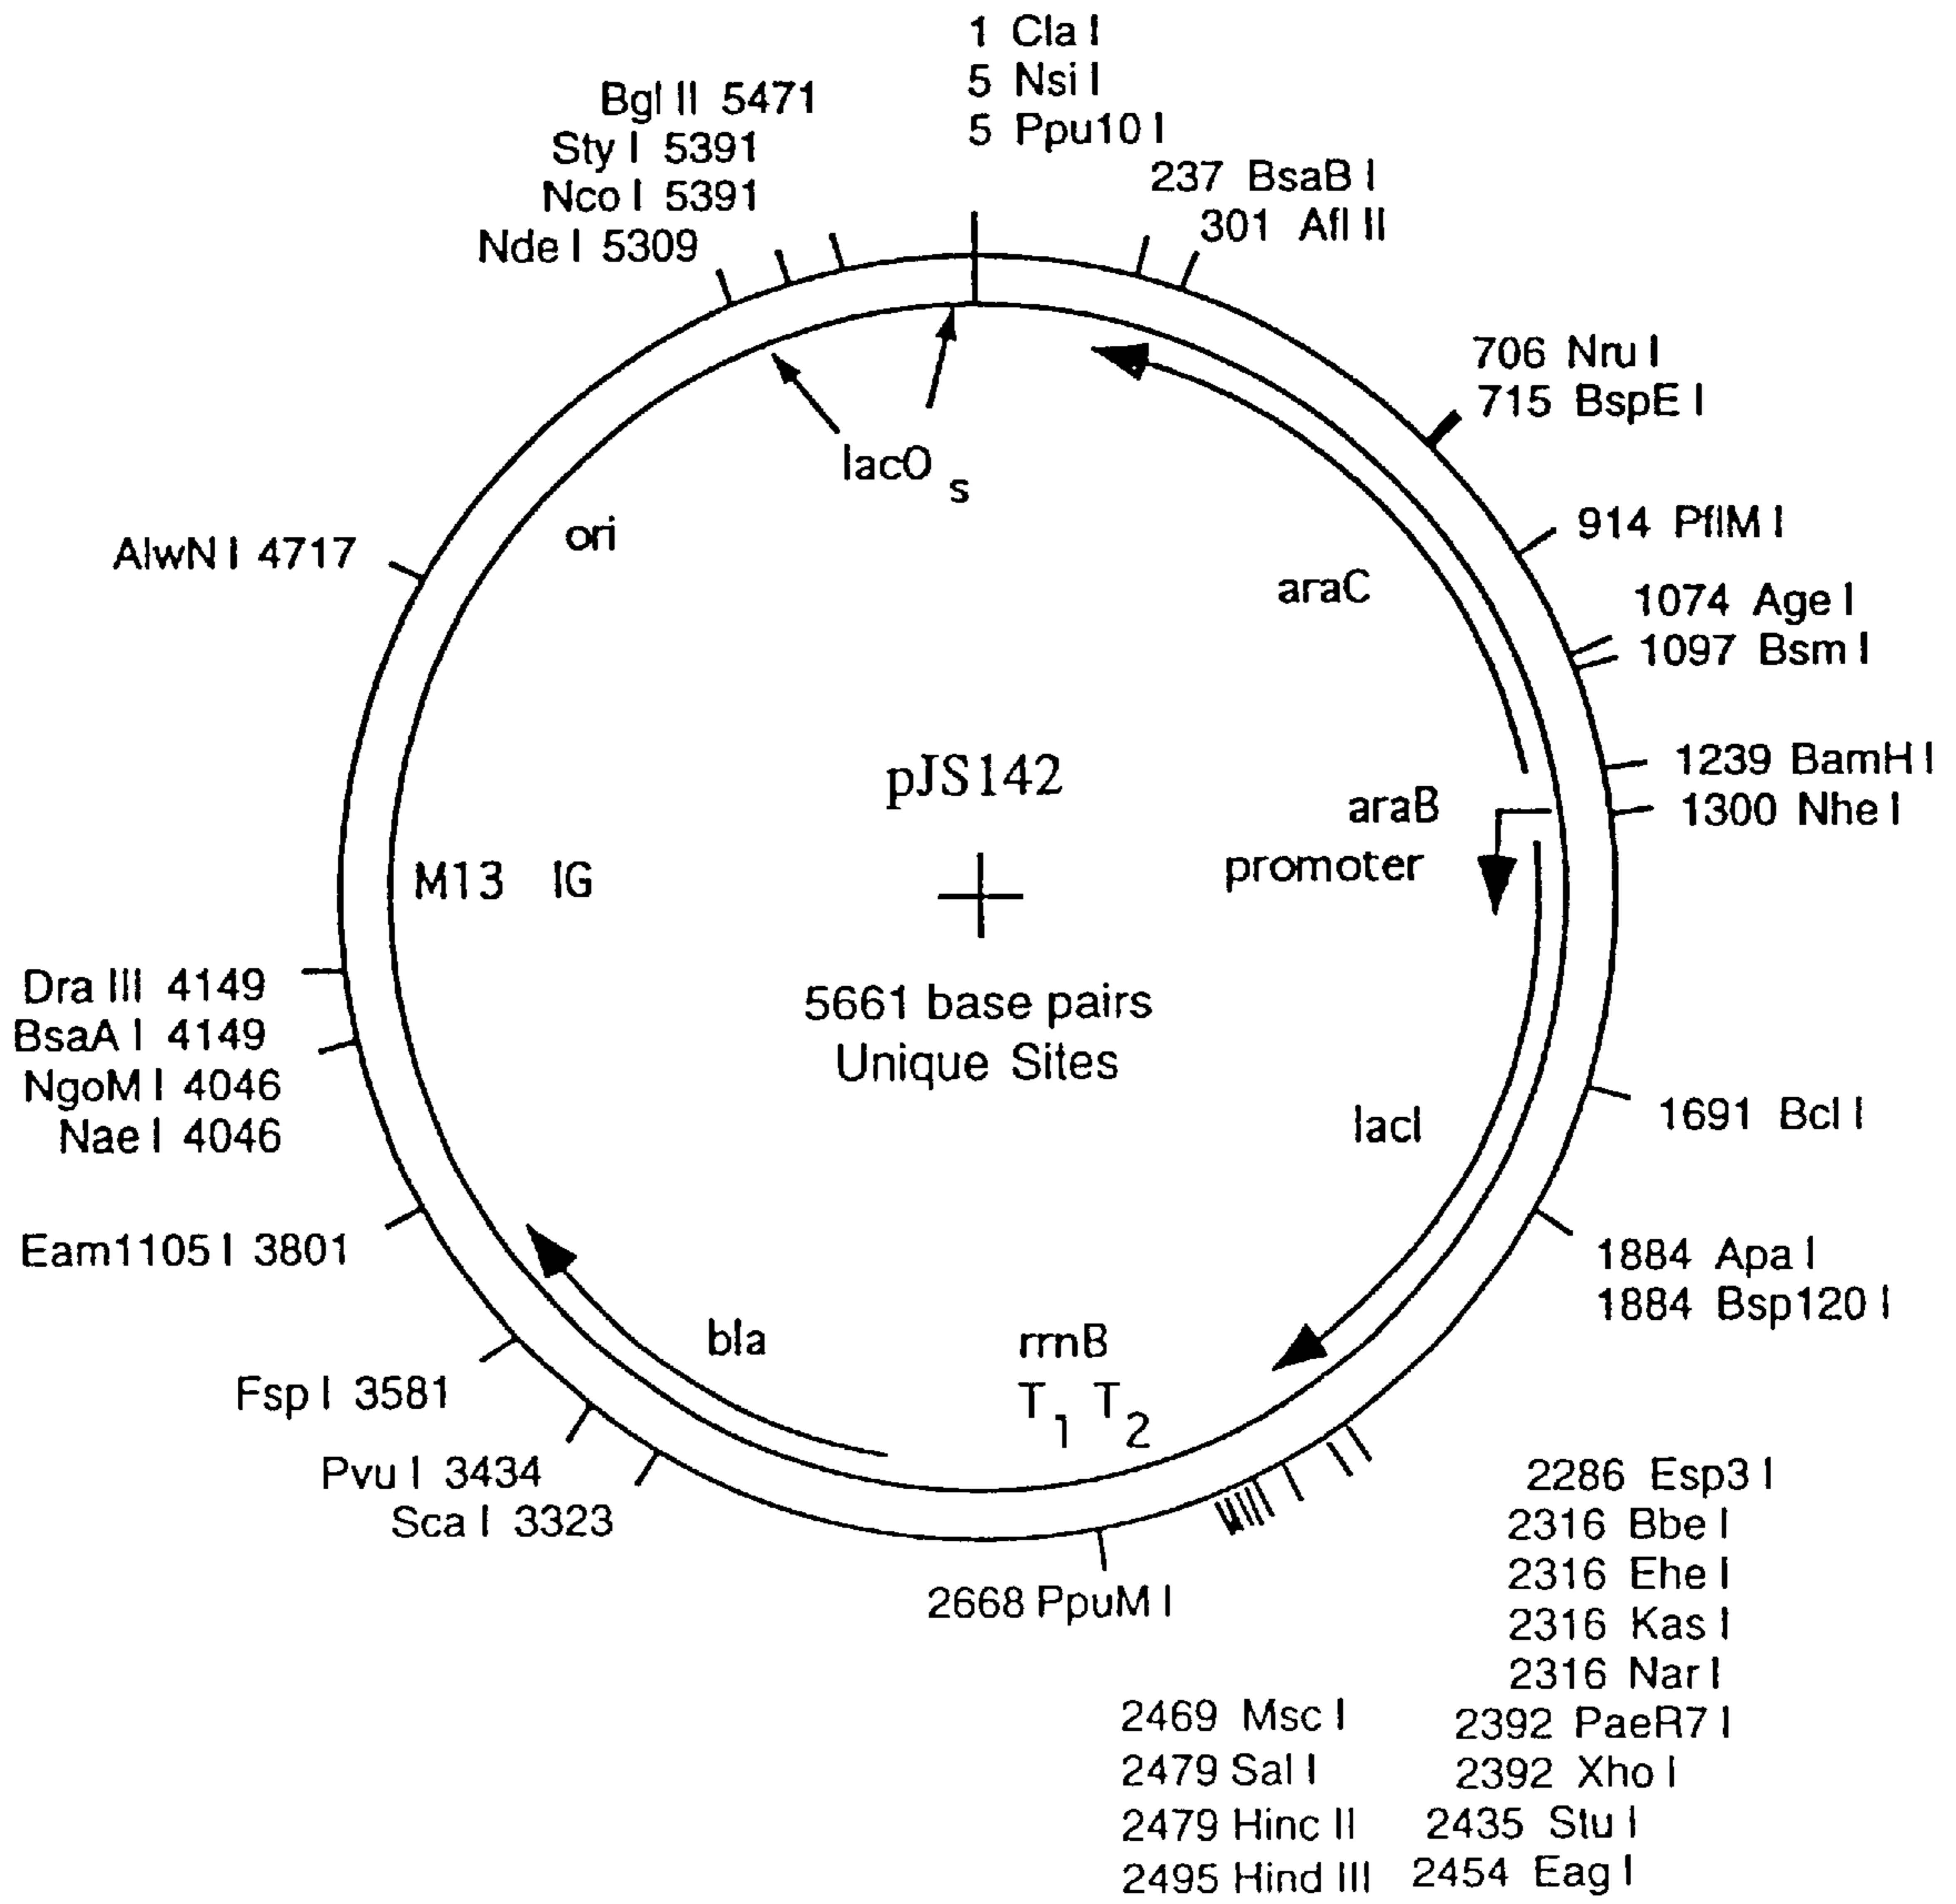 1 Cla I
5 Nsi I
5 Ppu10 I
237 BsaB I
301 Afl II
Bgl II 5471
Sty I 5391
Nco I 5391
Nde I 5309
706 Nru I
715 BspE I
lacO s
ori
AlwN I 4717
914 PflM I
araC
1074 Age I
1097 Bsm I
1239 BamH I
1300 Nhe I
pJS142
araB
promoter
M13 IG
5661 base pairs
Unique Sites
Dra III 4149
BsaA I 4149
NgoM I 4046
Nae I 4046
1691 Bcl I
lacI
Eam1105 I 3801
1884 Apa I
1884 Bsp120 I
bla
rrnB
T1 T2
Fsp I 3581
Pvu I 3434
Sca I 3323
2668 PpuM I
2286 Esp3 I
2316 Bbe I
2316 Ehe I
2316 Kas I
2316 Nar I
2392 PaeR7 I
2392 Xho I
2435 Stu I
2454 Eag I
2469 Msc I
2479 Sal I
2479 Hinc II
2495 Hind III